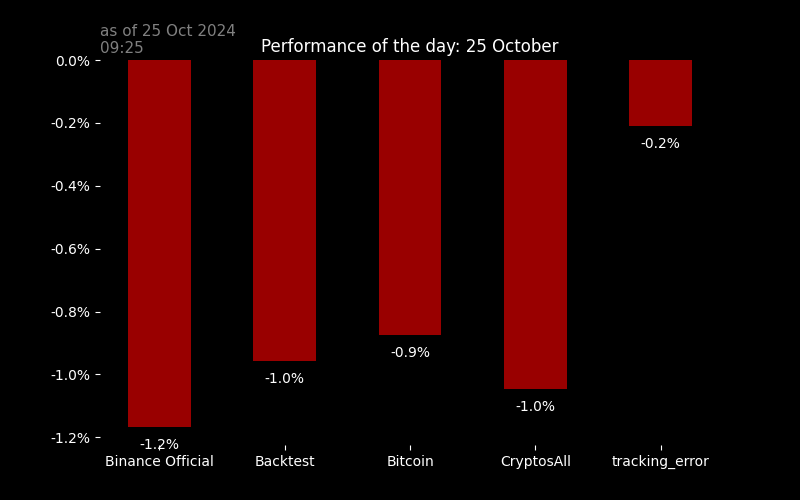 as of 25 Oct 2024
09:25
Performance of the day: 25 October
0.0%
-0.2%
-0.4%
-0.6%
-0.8%
-1.0%
-1.2%
-1.2%
-1.0%
-0.9%
-1.0%
-0.2%
Binance Official
Backtest
Bitcoin
CryptosAll
tracking_error